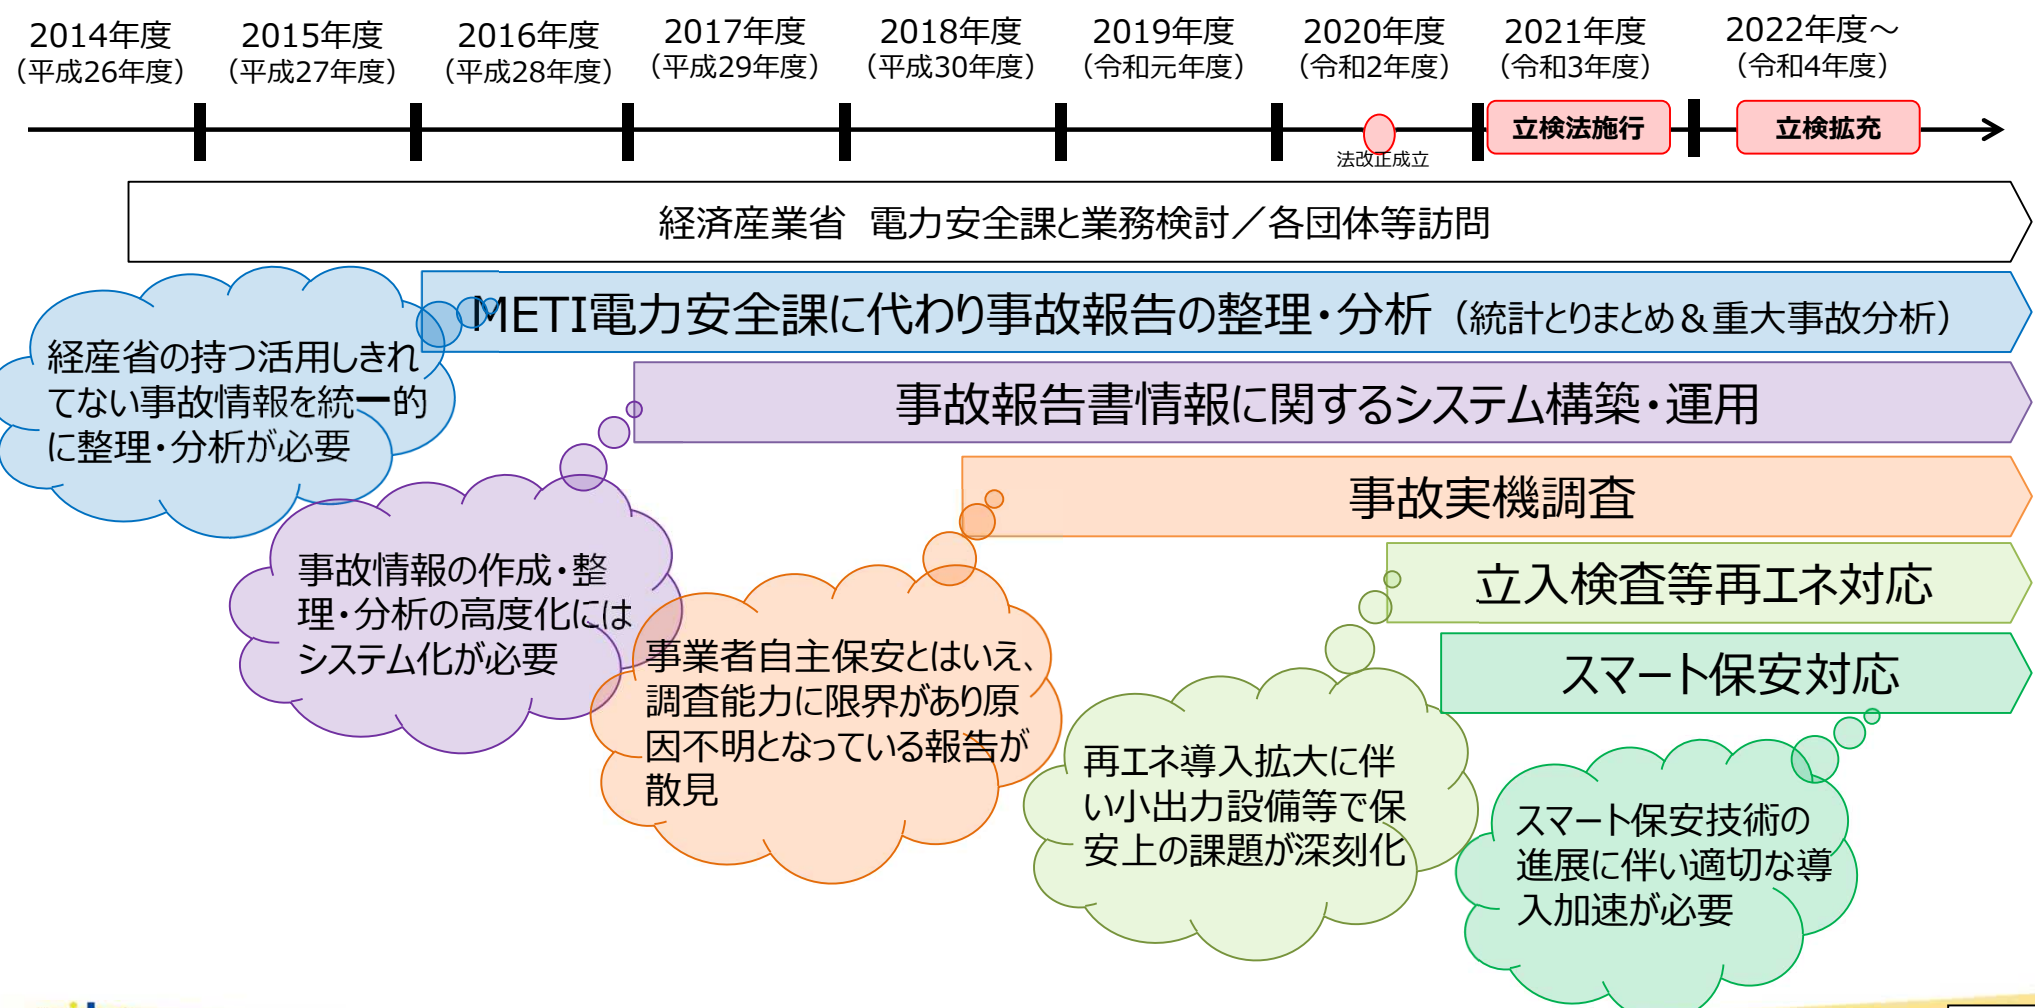 2014年度
（平成26年度）
2015年度
（平成27年度）
2016年度
（平成28年度）
2017年度
（平成29年度）
2018年度
（平成30年度）
2019年度
（令和元年度）
2020年度
（令和2年度）
2021年度
（令和3年度）
2022年度～
（令和4年度）
立検法施行
立検拡充
法改正成立
経済産業省　電力安全課と業務検討／各団体等訪問
METI電力安全課に代わり事故報告の整理・分析（統計とりまとめ＆重大事故分析）
経産省の持つ活用しきれ
てない事故情報を統一的
に整理・分析が必要
事故報告書情報に関するシステム構築・運用
事故情報の作成・整
理・分析の高度化には
システム化が必要
事故実機調査
事業者自主保安とはいえ、
調査能力に限界があり原
因不明となっている報告が
散見
立入検査等再エネ対応
再エネ導入拡大に伴
い小出力設備等で保
安上の課題が深刻化
スマート保安対応
スマート保安技術の
進展に伴い適切な導
入加速が必要